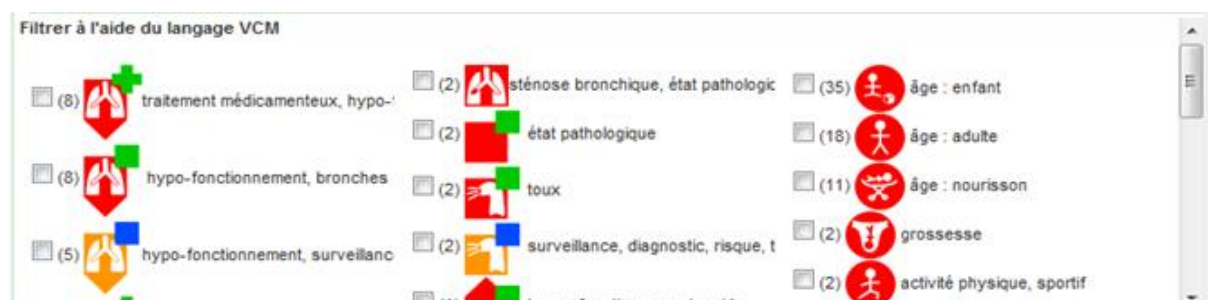 Filtrer à l'aide du langage VCM
(8) traitement médicamenteux, hypo-
(8) hypo-fonctionnement, bronches
(5) hypo-fonctionnement, surveillanc
(2) sténose bronchique, état pathologic
(2) état pathologique
(2) toux
(2) surveillance, diagnostic, risque, t
(35) âge : enfant
(18) âge : adulte
(11) âge : nourisson
(2) grossesse
(2) activité physique, sportif